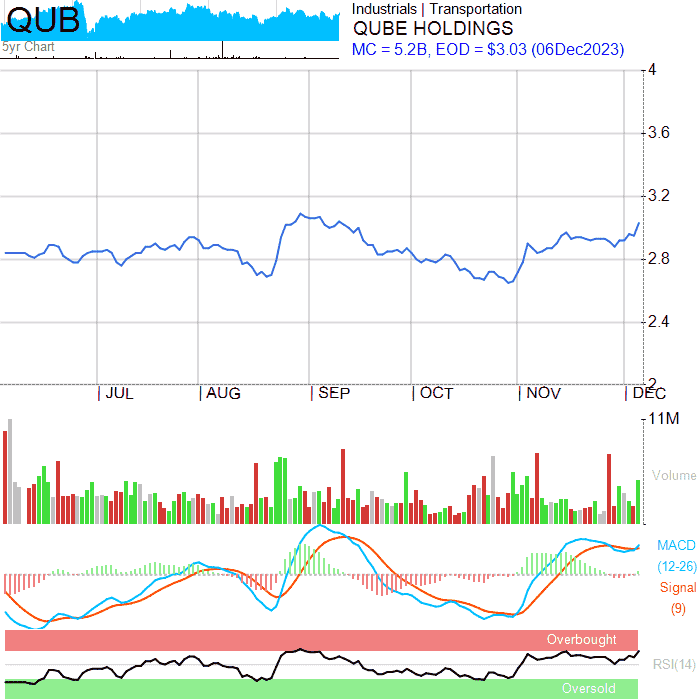 QUB
5yr Chart
Industrials | Transportation
QUBE HOLDINGS
MC = 5.2B, EOD = $3.03 (06Dec2023)
4
3.6
3.2
2.8
2.4
2
JUL AUG SEP OCT NOV DEC
11M
Volume
MACD
(12-26)
Signal
(9)
Overbought
RSI(14)
Oversold